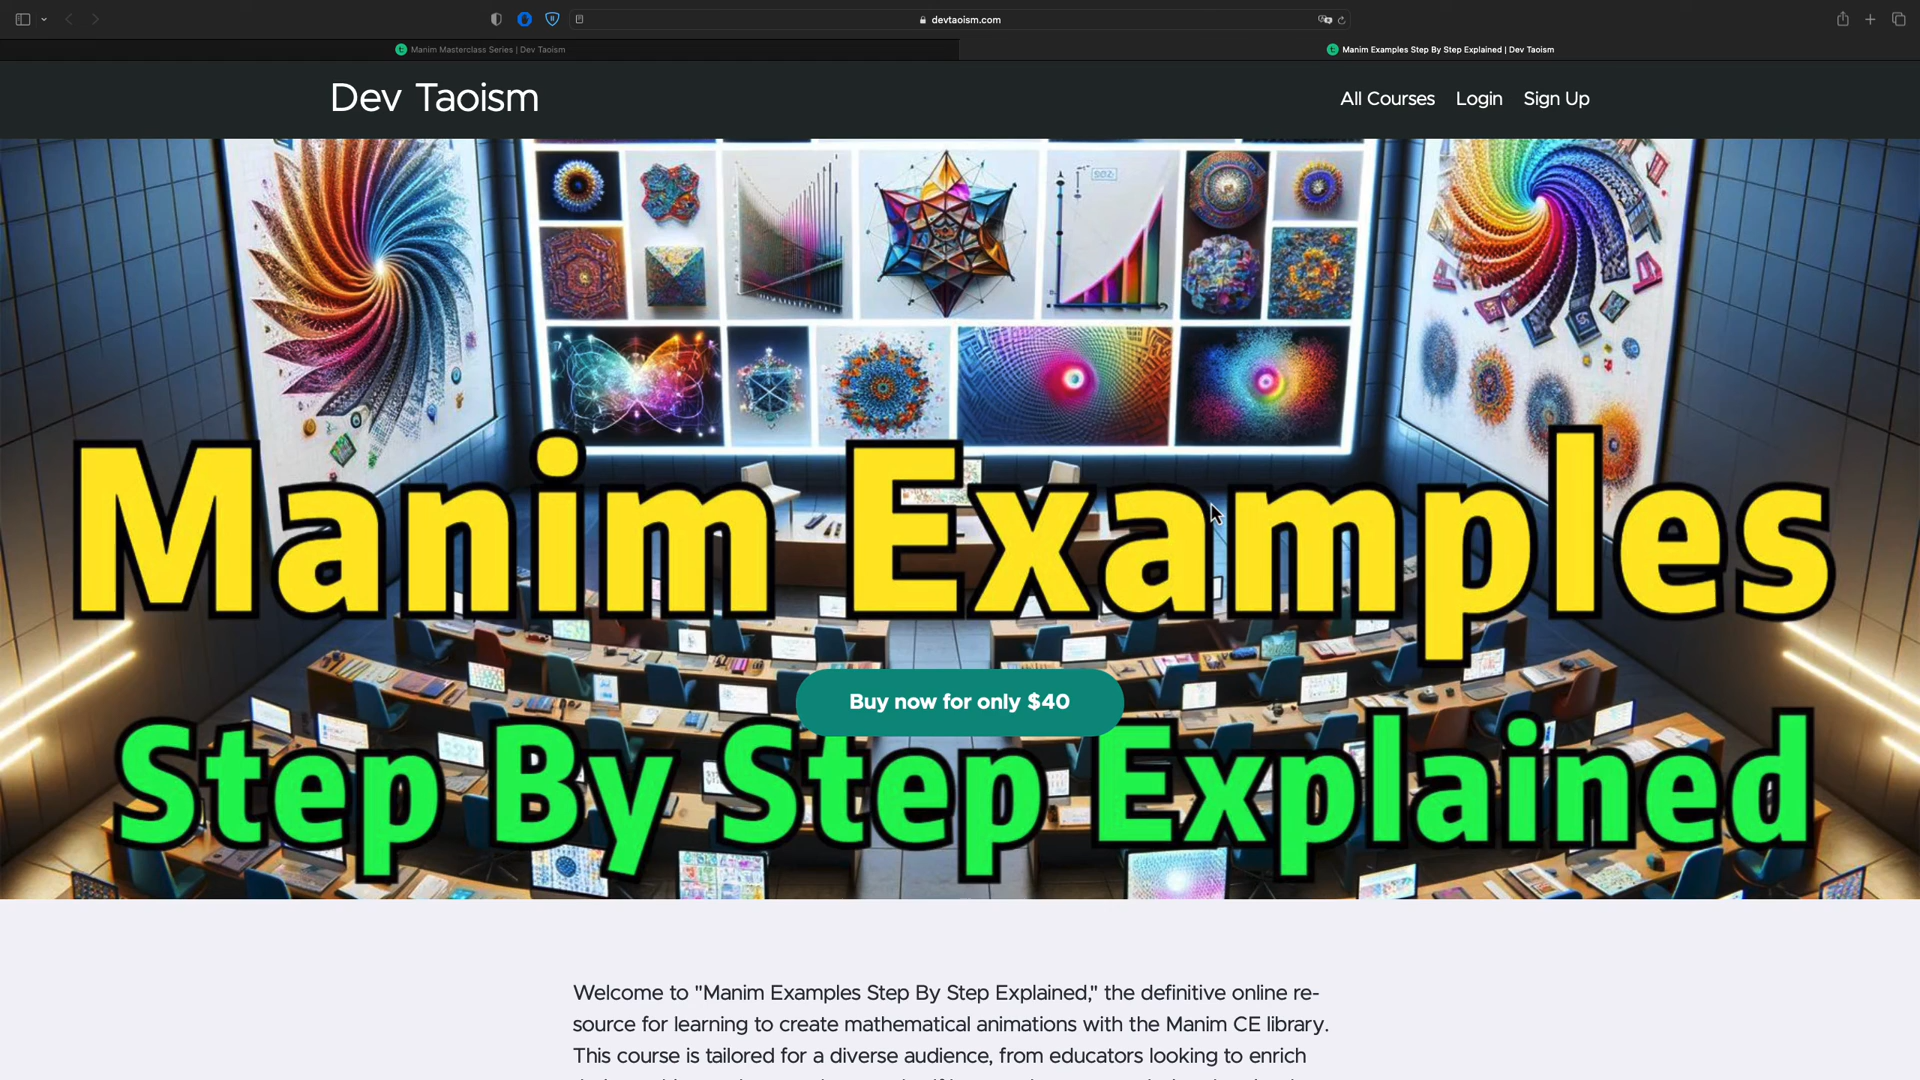 devtaoism.com
Manim Masterclass Series | Dev Taoism
Manim Examples Step By Step Explained | Dev Taoism
Dev Taoism
All Courses Login Sign Up
Manim Examples
Buy now for only $40
Step By Step Explained
Welcome to "Manim Examples Step By Step Explained," the definitive online re-
source for learning to create mathematical animations with the Manim CE library.
This course is tailored for a diverse audience, from educators looking to enrich